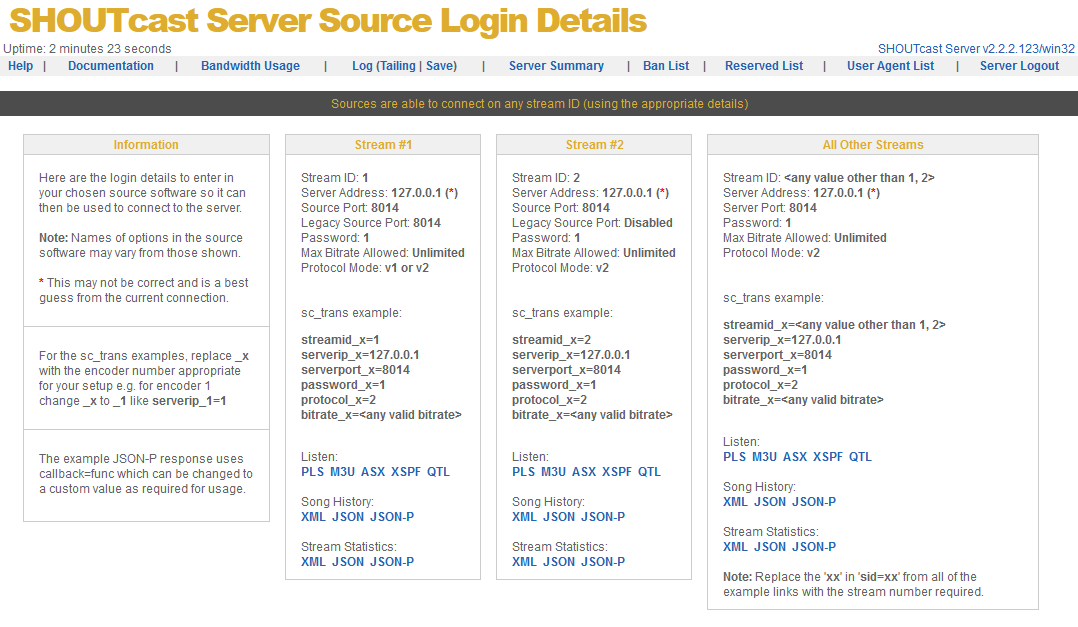 SHOUTcast Server Source Login Details
Uptime: 2 minutes 23 seconds
SHOUTcast Server v2.2.2.123/win32
Help | Documentation | Bandwidth Usage | Log (Tailing | Save) | Server Summary | Ban List | Reserved List | User Agent List | Server Logout
Sources are able to connect on any stream ID (using the appropriate details)
Information
Here are the login details to enter in
your chosen source software so it can
then be used to connect to the server.
Note: Names of options in the source
software may vary from those shown.
* This may not be correct and is a best
guess from the current connection.
For the sc_trans examples, replace _x
with the encoder number appropriate
for your setup e.g. for encoder 1
change _x to _1 like serverip_1=1
The example JSON-P response uses
callback=func which can be changed to
a custom value as required for usage.
Stream #1
Stream ID: 1
Server Address: 127.0.0.1 (*)
Source Port: 8014
Legacy Source Port: 8014
Password: 1
Max Bitrate Allowed: Unlimited
Protocol Mode: v1 or v2
sc_trans example:
streamid_x=1
serverip_x=127.0.0.1
serverport_x=8014
password_x=1
protocol_x=2
bitrate_x=<any valid bitrate>
Listen:
PLS M3U ASX XSPF QTL
Song History:
XML JSON JSON-P
Stream Statistics:
XML JSON JSON-P
Stream #2
Stream ID: 2
Server Address: 127.0.0.1 (*)
Source Port: 8014
Legacy Source Port: Disabled
Password: 1
Max Bitrate Allowed: Unlimited
Protocol Mode: v2
sc_trans example:
streamid_x=2
serverip_x=127.0.0.1
serverport_x=8014
password_x=1
protocol_x=2
bitrate_x=<any valid bitrate>
Listen:
PLS M3U ASX XSPF QTL
Song History:
XML JSON JSON-P
Stream Statistics:
XML JSON JSON-P
All Other Streams
Stream ID: <any value other than 1, 2>
Server Address: 127.0.0.1 (*)
Server Port: 8014
Password: 1
Max Bitrate Allowed: Unlimited
Protocol Mode: v2
sc_trans example:
streamid_x=<any value other than 1, 2>
serverip_x=127.0.0.1
serverport_x=8014
password_x=1
protocol_x=2
bitrate_x=<any valid bitrate>
Listen:
PLS M3U ASX XSPF QTL
Song History:
XML JSON JSON-P
Stream Statistics:
XML JSON JSON-P
Note: Replace the 'xx' in 'sid=xx' from all of the
example links with the stream number required.